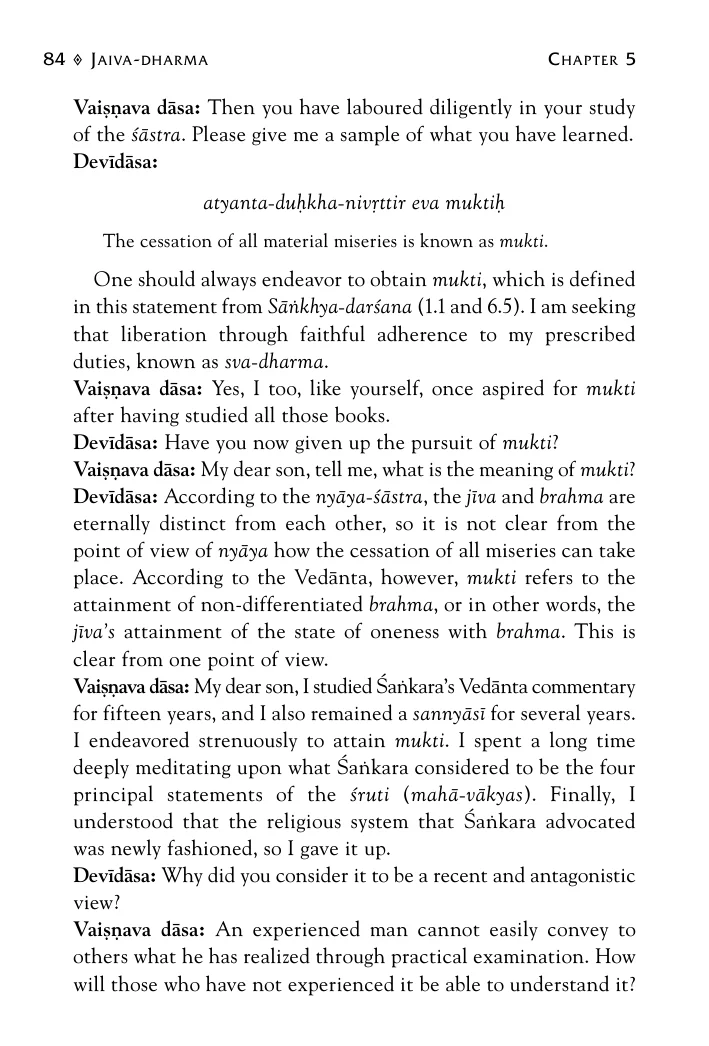 84 ⟡ JAIVA-DHARMA CHAPTER 5
Vaiṣṇava dāsa: Then you have laboured diligently in your study
of the śāstra. Please give me a sample of what you have learned.
Devīdāsa:
atyanta-duḥkha-nivṛttir eva muktiḥ
The cessation of all material miseries is known as mukti.
One should always endeavor to obtain mukti, which is defined
in this statement from Sāṅkhya-darśana (1.1 and 6.5). I am seeking
that liberation through faithful adherence to my prescribed
duties, known as sva-dharma.
Vaiṣṇava dāsa: Yes, I too, like yourself, once aspired for mukti
after having studied all those books.
Devīdāsa: Have you now given up the pursuit of mukti?
Vaiṣṇava dāsa: My dear son, tell me, what is the meaning of mukti?
Devīdāsa: According to the nyāya-śāstra, the jīva and brahma are
eternally distinct from each other, so it is not clear from the
point of view of nyāya how the cessation of all miseries can take
place. According to the Vedānta, however, mukti refers to the
attainment of non-differentiated brahma, or in other words, the
jīva's attainment of the state of oneness with brahma. This is
clear from one point of view.
Vaiṣṇava dāsa: My dear son, I studied Śaṅkara's Vedānta commentary
for fifteen years, and I also remained a sannyāsī for several years.
I endeavored strenuously to attain mukti. I spent a long time
deeply meditating upon what Śaṅkara considered to be the four
principal statements of the śruti (mahā-vākyas). Finally, I
understood that the religious system that Śaṅkara advocated
was newly fashioned, so I gave it up.
Devīdāsa: Why did you consider it to be a recent and antagonistic
view?
Vaiṣṇava dāsa: An experienced man cannot easily convey to
others what he has realized through practical examination. How
will those who have not experienced it be able to understand it?